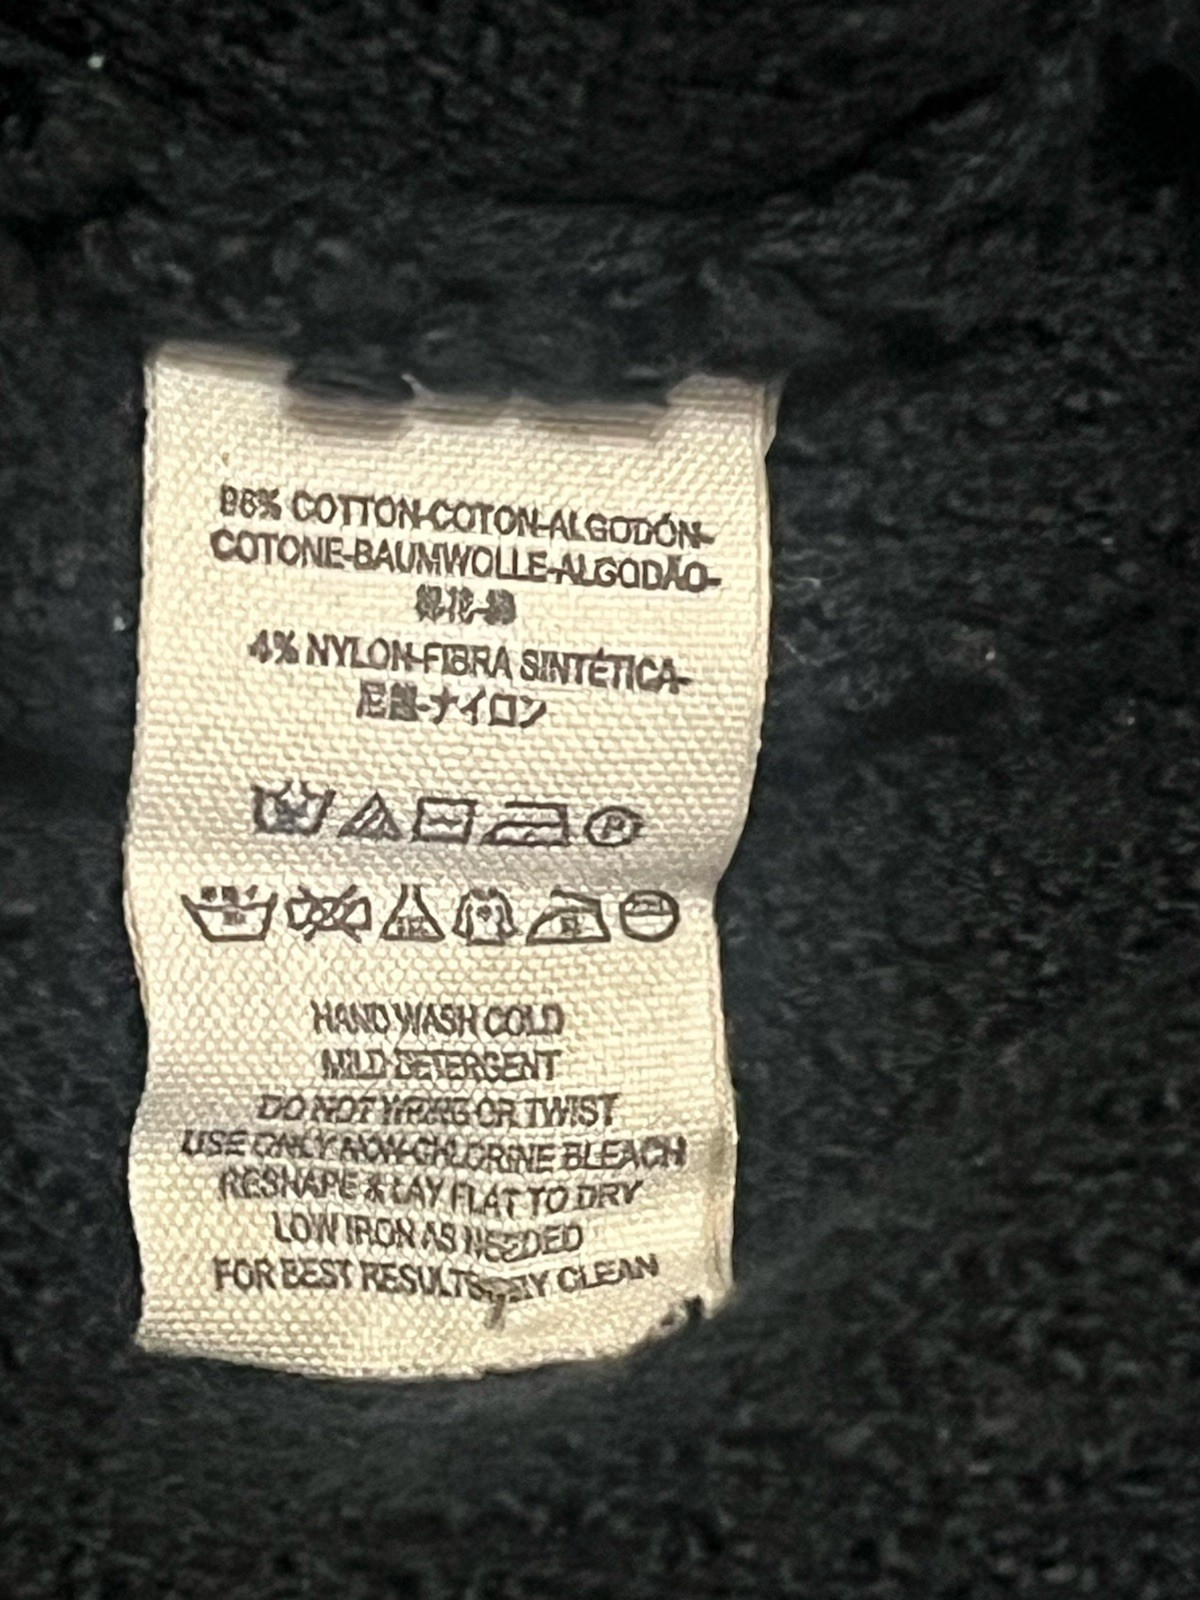 96% COTTON-COTON-ALGODÓN-
COTONE-BAUMWOLLE-ALGODÃO-
棉花-綿
4% NYLON-FIBRA SINTÉTICA-
尼龍-ナイロン
P
HAND WASH COLD
MILD DETERGENT
DO NOT WRING OR TWIST
USE ONLY NON-CHLORINE BLEACH
RESHAPE & LAY FLAT TO DRY
LOW IRON AS NEEDED
FOR BEST RESULTS DRY CLEAN